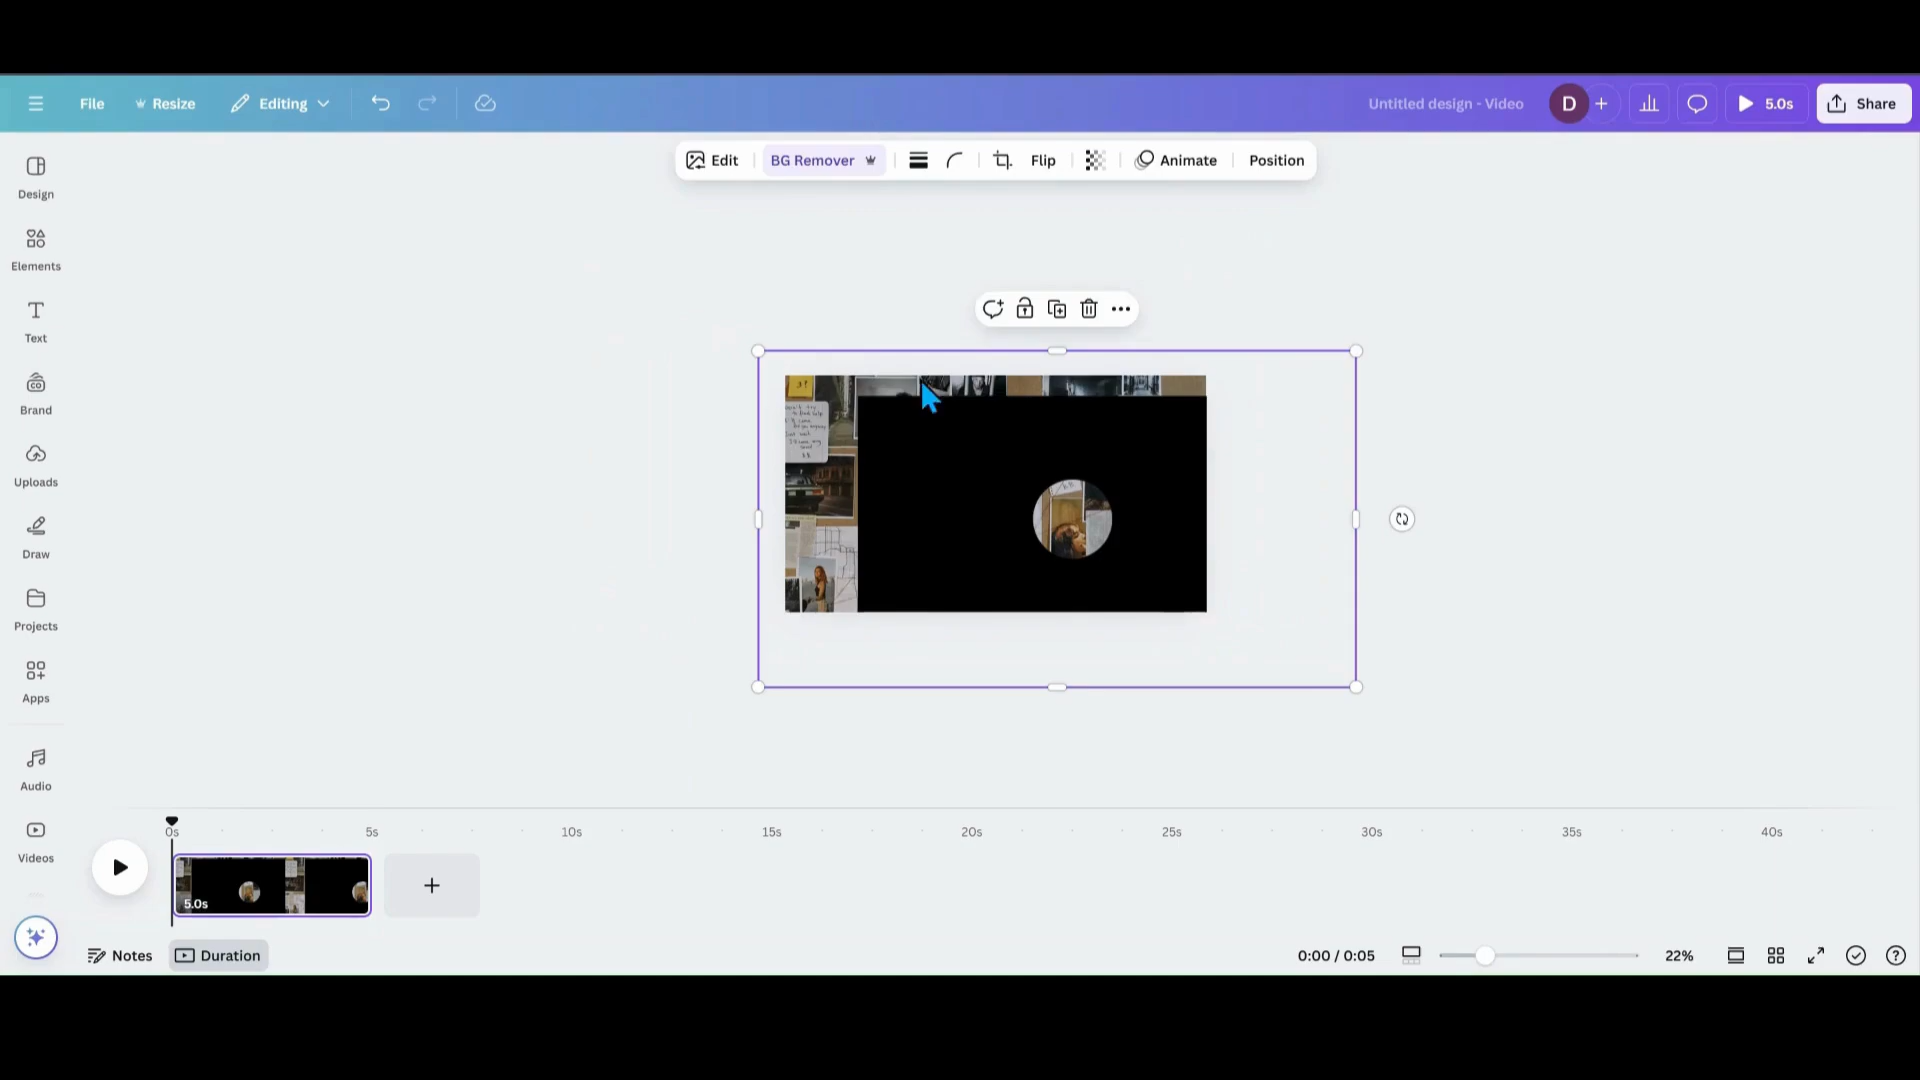 File
Resize
Editing
Untitled design - Video
D
5.0s
Share
Edit
BG Remover
Flip
Animate
Position
Design
Elements
Text
Brand
Uploads
Draw
Projects
Apps
Audio
Videos
0s
5s
10s
15s
20s
25s
30s
35s
40s
5.0s
Notes
Duration
0:00 / 0:05
22%